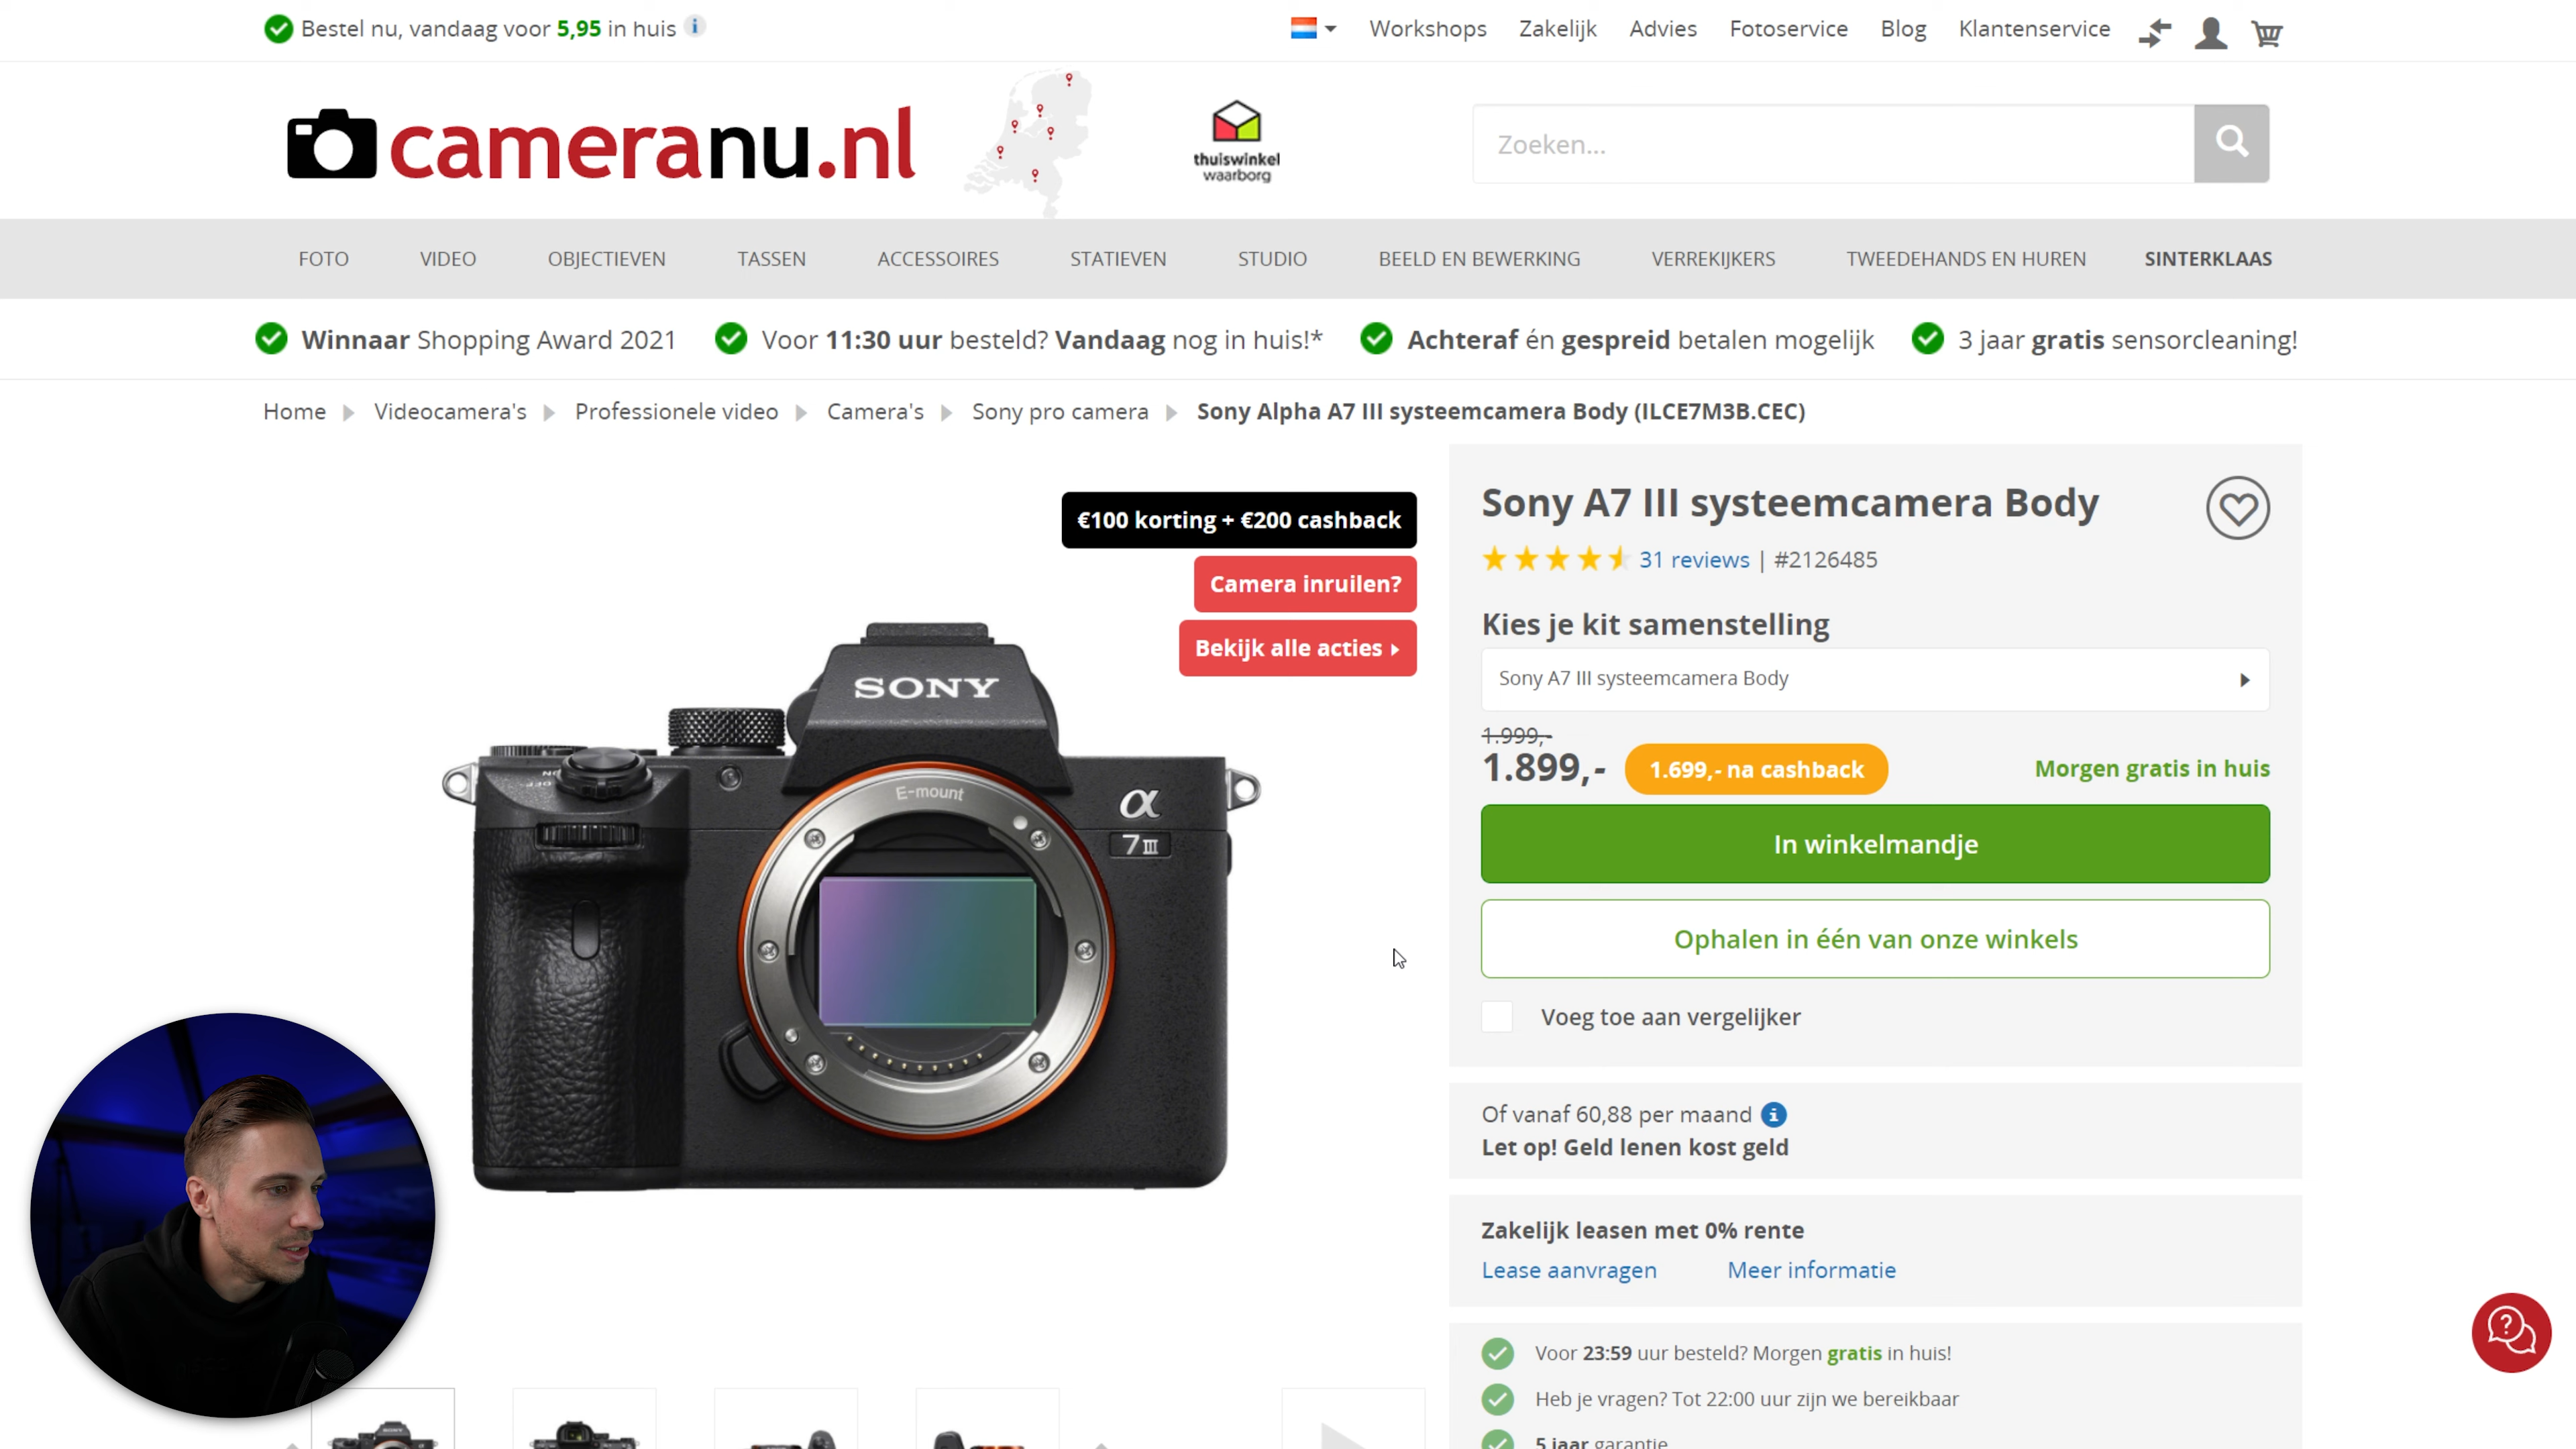 Bestel nu, vandaag voor 5,95 in huis
Workshops Zakelijk Advies Fotoservice Blog Klantenservice
cameranu.nl
thuiswinkel
waarborg
Zoeken...
FOTO VIDEO OBJECTIEVEN TASSEN ACCESSOIRES STATIEVEN STUDIO BEELD EN BEWERKING VERREKIJKERS TWEEDEHANDS EN HUREN SINTERKLAAS
Winnaar Shopping Award 2021 Voor 11:30 uur besteld? Vandaag nog in huis!* Achteraf én gespreid betalen mogelijk 3 jaar gratis sensorcleaning!
Home Videocamera's Professionele video Camera's Sony pro camera Sony Alpha A7 III systeemcamera Body (ILCE7M3B.CEC)
€100 korting + €200 cashback
Camera inruilen?
Bekijk alle acties
SONY
E-mount
α
7III
Sony A7 III systeemcamera Body
31 reviews | #2126485
Kies je kit samenstelling
Sony A7 III systeemcamera Body
1.999,-
1.899,- 1.699,- na cashback Morgen gratis in huis
In winkelmandje
Ophalen in één van onze winkels
Voeg toe aan vergelijker
Of vanaf 60,88 per maand
Let op! Geld lenen kost geld
Zakelijk leasen met 0% rente
Lease aanvragen Meer informatie
Voor 23:59 uur besteld? Morgen gratis in huis!
Heb je vragen? Tot 22:00 uur zijn we bereikbaar
5 jaar garantie
SONY